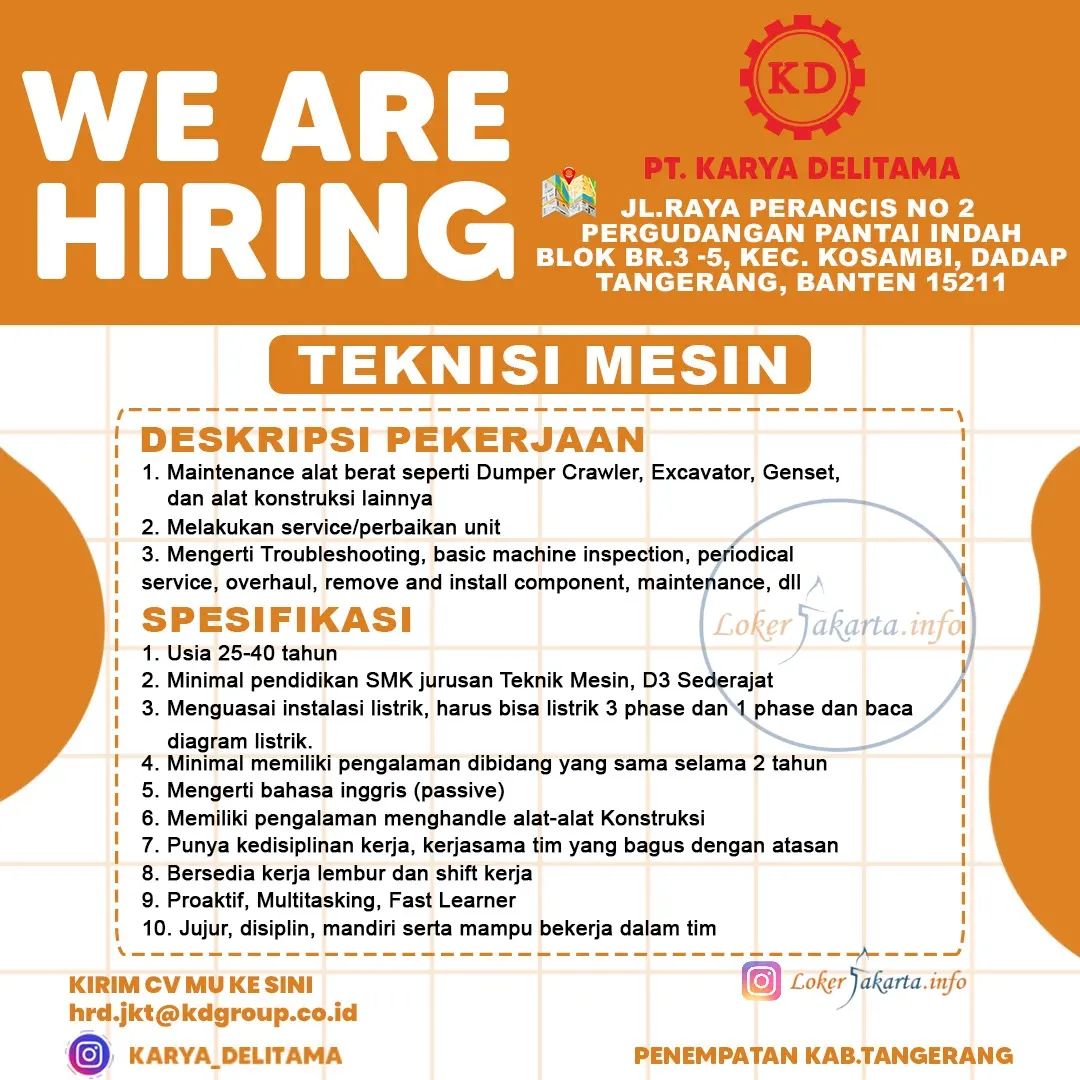 WE ARE
HIRING
KD
PT. KARYA DELITAMA
JL.RAYA PERANCIS NO 2
PERGUDANGAN PANTAI INDAH
BLOK BR.3 -5, KEC. KOSAMBI, DADAP
TANGERANG, BANTEN 15211
TEKNISI MESIN
DESKRIPSI PEKERJAAN
1. Maintenance alat berat seperti Dumper Crawler, Excavator, Genset,
dan alat konstruksi lainnya
2. Melakukan service/perbaikan unit
3. Mengerti Troubleshooting, basic machine inspection, periodical
service, overhaul, remove and install component, maintenance, dll
SPESIFIKASI
Loker Jakarta.info
1. Usia 25-40 tahun
2. Minimal pendidikan SMK jurusan Teknik Mesin, D3 Sederajat
3. Menguasai instalasi listrik, harus bisa listrik 3 phase dan 1 phase dan baca
diagram listrik.
4. Minimal memiliki pengalaman dibidang yang sama selama 2 tahun
5. Mengerti bahasa inggris (passive)
6. Memiliki pengalaman menghandle alat-alat Konstruksi
7. Punya kedisiplinan kerja, kerjasama tim yang bagus dengan atasan
8. Bersedia kerja lembur dan shift kerja
9. Proaktif, Multitasking, Fast Learner
10. Jujur, disiplin, mandiri serta mampu bekerja dalam tim
KIRIM CV MU KE SINI
hrd.jkt@kdgroup.co.id
KARYA_DELITAMA
Loker Jakarta.info
PENEMPATAN KAB.TANGERANG